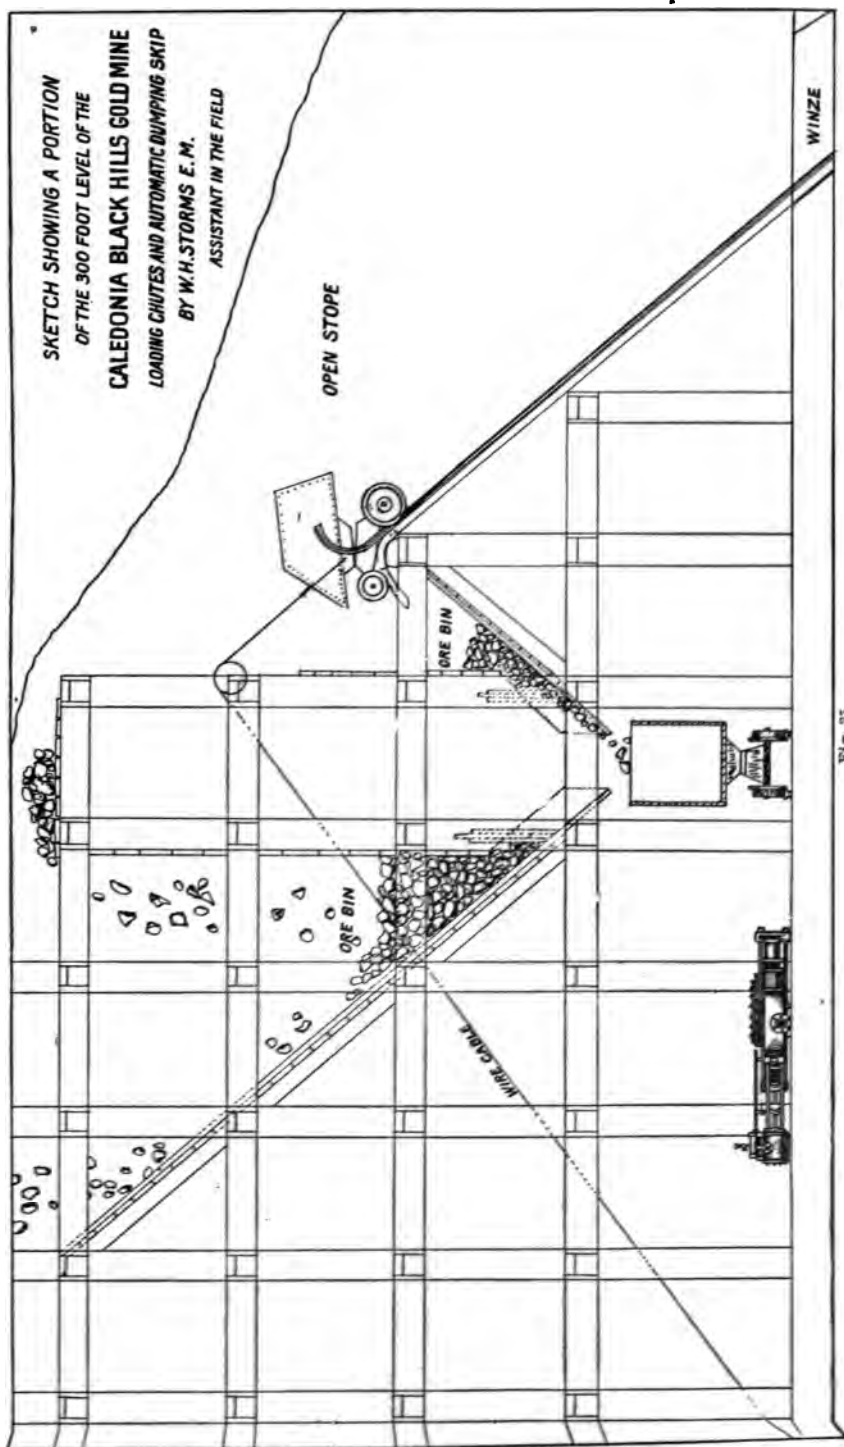 SKETCH SHOWING A PORTION
OF THE 300 FOOT LEVEL OF THE
CALEDONIA BLACK HILLS GOLD MINE
LOADING CHUTES AND AUTOMATIC DUMPING SKIP
BY W.H. STORMS E.M.
ASSISTANT IN THE FIELD
OPEN STOPE
ORE BIN
ORE BIN
WIRE CABLE
WINZE